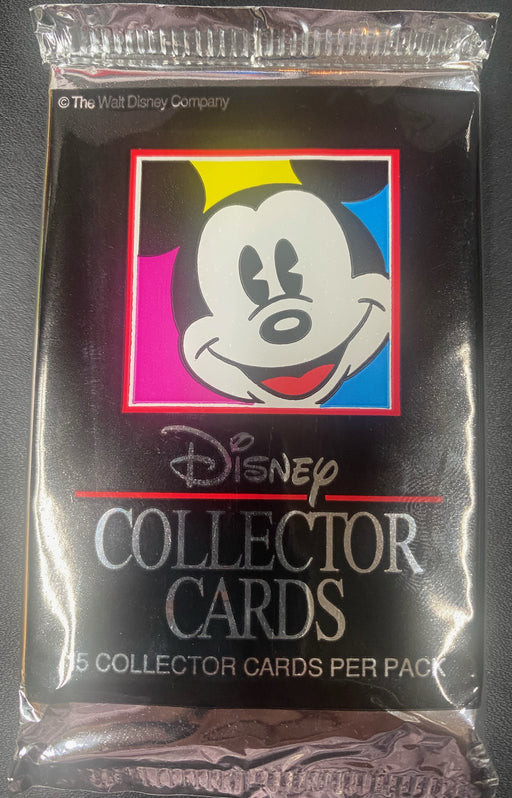 © The Walt Disney Company
Disney
COLLECTOR
CARDS
COLLECTOR CARDS PER PACK